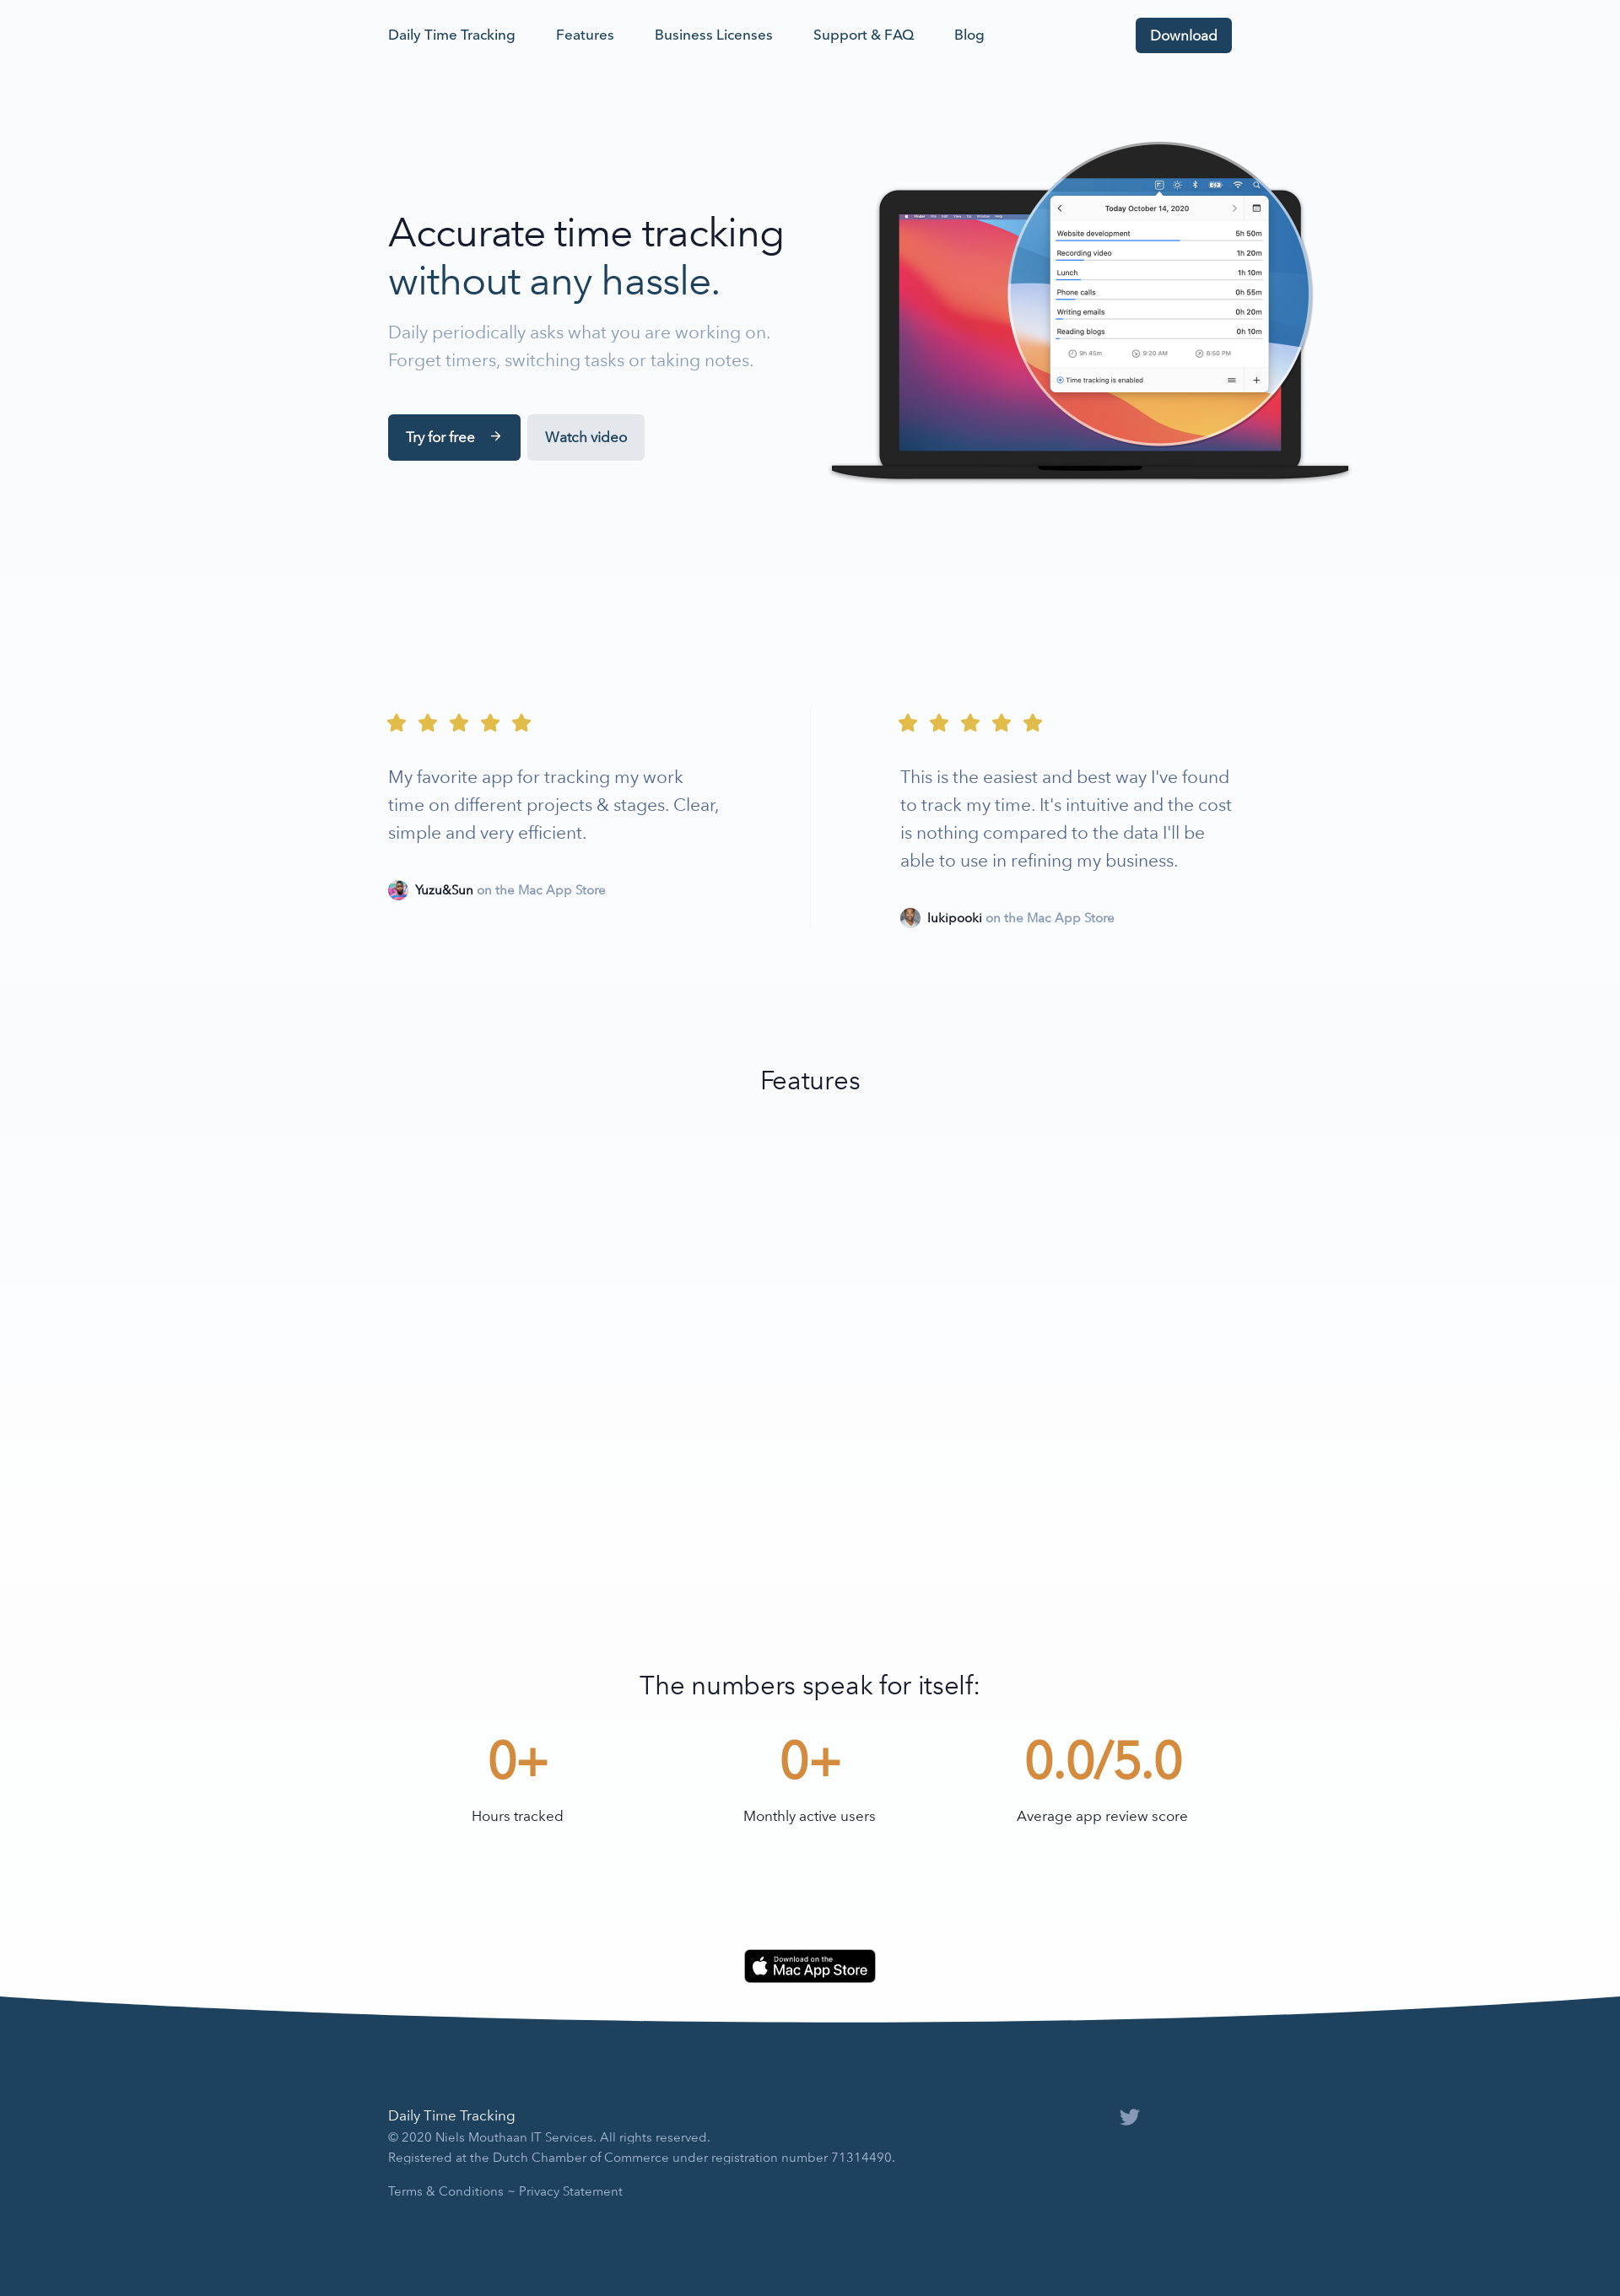 Daily Time Tracking
Features
Business Licenses
Support & FAQ
Blog
Download
Accurate time tracking
without any hassle.
Daily periodically asks what you are working on.
Forget timers, switching tasks or taking notes.
Try for free
Watch video
Today October 14, 2020
Website development 5h 50m
Recording video 1h 20m
Lunch 1h 10m
Phone calls 0h 55m
Writing emails 0h 20m
Reading blogs 0h 10m
9h 45m 9:20 AM 6:50 PM
Time tracking is enabled
My favorite app for tracking my work
time on different projects & stages. Clear,
simple and very efficient.
Yuzu&Sun on the Mac App Store
This is the easiest and best way I've found
to track my time. It's intuitive and the cost
is nothing compared to the data I'll be
able to use in refining my business.
lukipooki on the Mac App Store
Features
The numbers speak for itself:
0+
Hours tracked
0+
Monthly active users
0.0/5.0
Average app review score
Download on the
Mac App Store
Daily Time Tracking
© 2020 Niels Mouthaan IT Services. All rights reserved.
Registered at the Dutch Chamber of Commerce under registration number 71314490.
Terms & Conditions ~ Privacy Statement